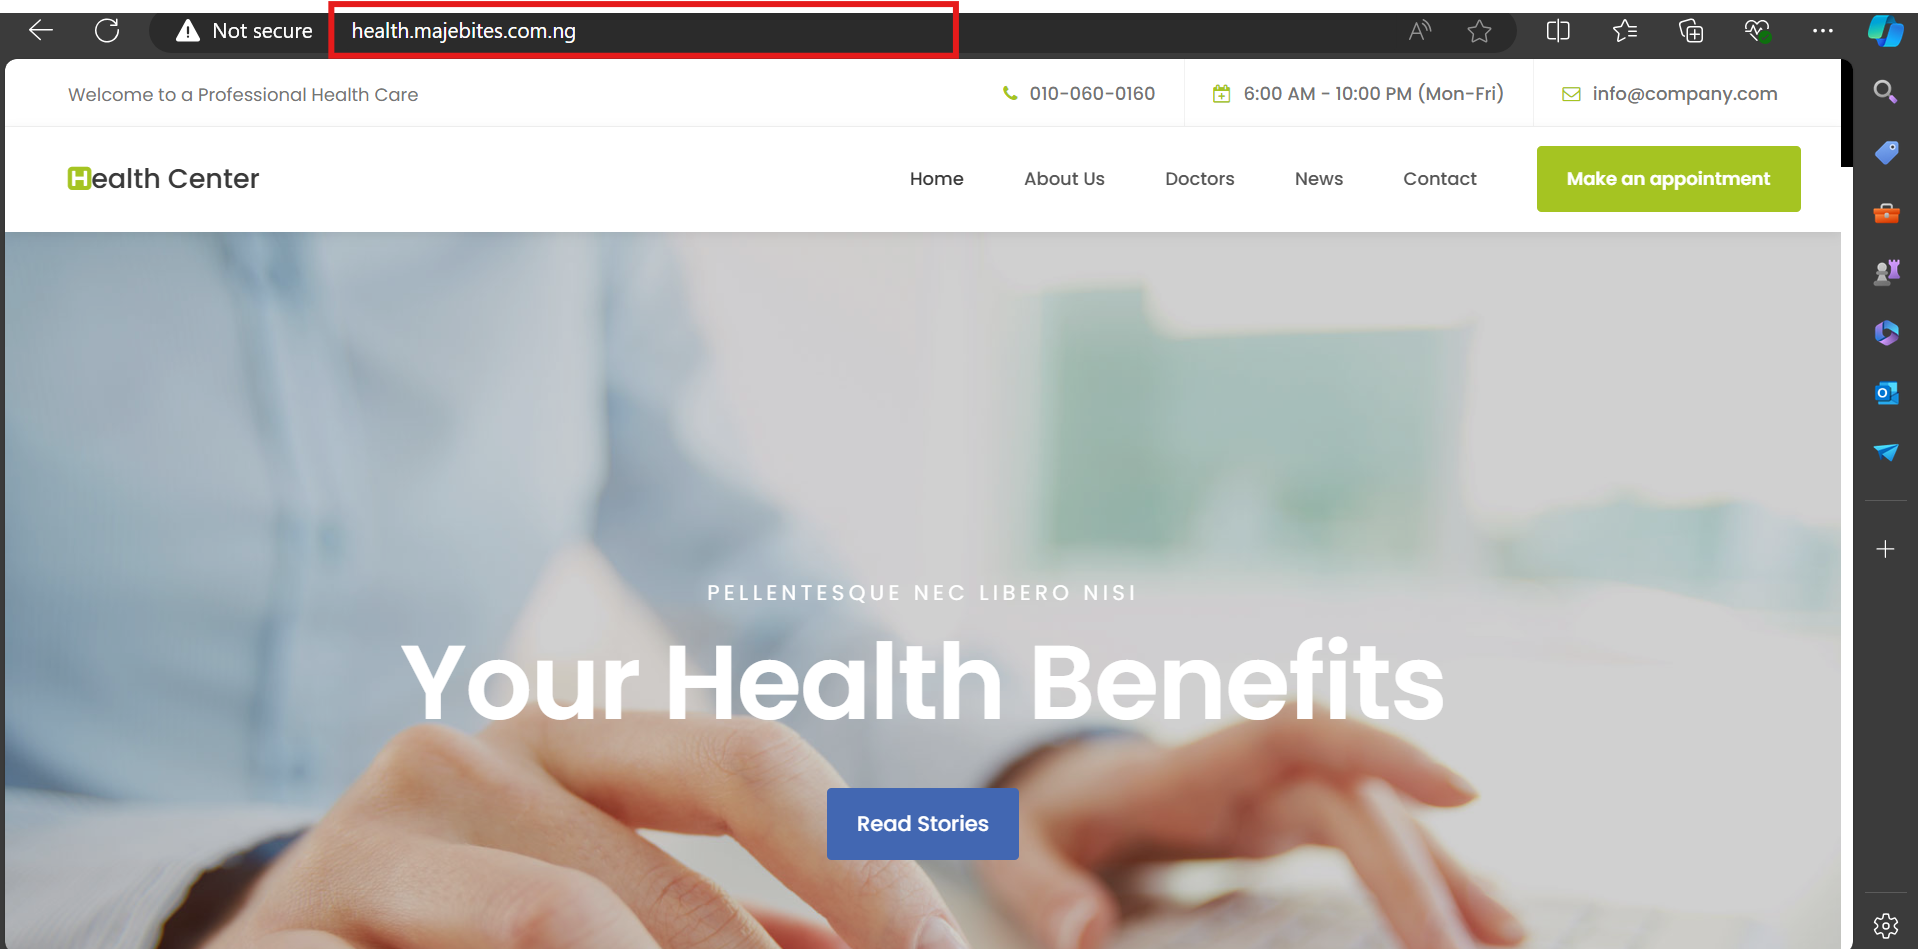 Not secure health.majebites.com.ng
Welcome to a Professional Health Care 010-060-0160 6:00 AM - 10:00 PM (Mon-Fri) info@company.com
Health Center Home About Us Doctors News Contact Make an appointment
PELLENTESQUE NEC LIBERO NISI
Your Health Benefits
Read Stories